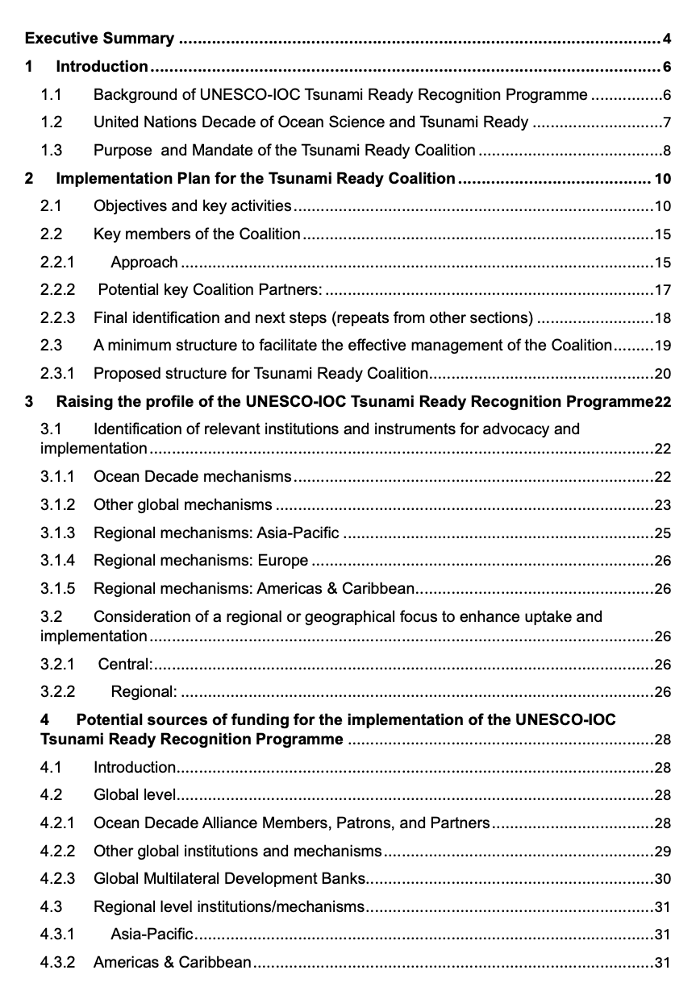 Executive Summary ........................................................................................................ 4
1 Introduction .............................................................................................................. 6
1.1 Background of UNESCO-IOC Tsunami Ready Recognition Programme ................ 6
1.2 United Nations Decade of Ocean Science and Tsunami Ready ............................. 7
1.3 Purpose and Mandate of the Tsunami Ready Coalition ......................................... 8
2 Implementation Plan for the Tsunami Ready Coalition ......................................... 10
2.1 Objectives and key activities ................................................................................ 10
2.2 Key members of the Coalition .............................................................................. 15
2.2.1 Approach .......................................................................................................... 15
2.2.2 Potential key Coalition Partners: ......................................................................... 17
2.2.3 Final identification and next steps (repeats from other sections) .......................... 18
2.3 A minimum structure to facilitate the effective management of the Coalition ......... 19
2.3.1 Proposed structure for Tsunami Ready Coalition .................................................. 20
3 Raising the profile of the UNESCO-IOC Tsunami Ready Recognition Programme22
3.1 Identification of relevant institutions and instruments for advocacy and
implementation ................................................................................................................ 22
3.1.1 Ocean Decade mechanisms ................................................................................ 22
3.1.2 Other global mechanisms .................................................................................... 23
3.1.3 Regional mechanisms: Asia-Pacific ..................................................................... 25
3.1.4 Regional mechanisms: Europe ............................................................................ 26
3.1.5 Regional mechanisms: Americas & Caribbean ..................................................... 26
3.2 Consideration of a regional or geographical focus to enhance uptake and
implementation ................................................................................................................ 26
3.2.1 Central: ............................................................................................................... 26
3.2.2 Regional: ............................................................................................................ 26
4 Potential sources of funding for the implementation of the UNESCO-IOC
Tsunami Ready Recognition Programme .................................................................... 28
4.1 Introduction .......................................................................................................... 28
4.2 Global level .......................................................................................................... 28
4.2.1 Ocean Decade Alliance Members, Patrons, and Partners .................................... 28
4.2.2 Other global institutions and mechanisms ............................................................ 29
4.2.3 Global Multilateral Development Banks ................................................................ 30
4.3 Regional level institutions/mechanisms ................................................................ 31
4.3.1 Asia-Pacific ........................................................................................................ 31
4.3.2 Americas & Caribbean ......................................................................................... 31